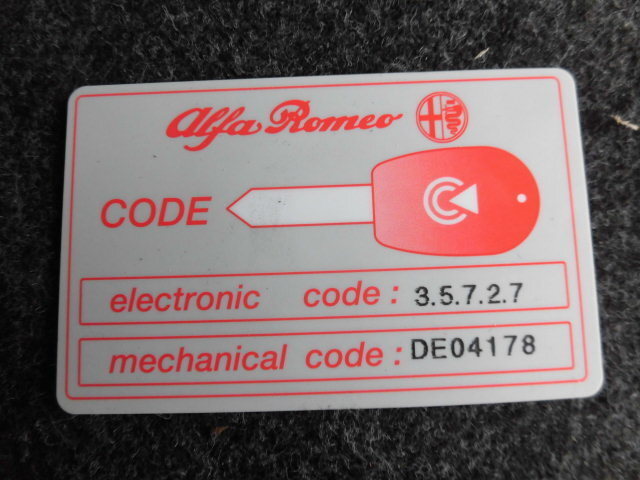 Alfa Romeo
CODE
electronic code : 3.5.7.2.7
mechanical code : DE04178